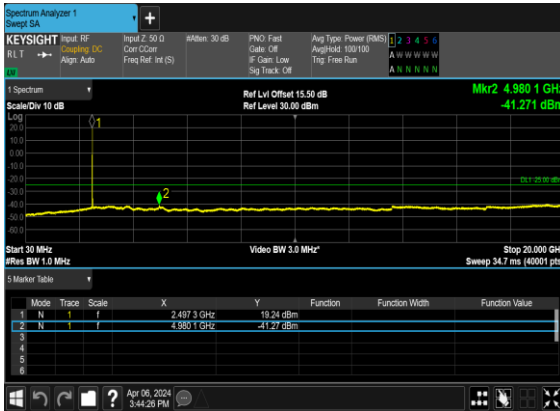 Spectrum Analyzer 1
Swept SA
+
KEYSIGHT Input: RF Input Z: 50 Ω #Atten: 30 dB PNO: Fast Avg Type: Power (RMS) 1 2 3 4 5 6
R L T Coupling: DC Corr CCorr Gate: Off Avg|Hold: 100/100 A W W W W W
Align: Auto Freq Ref: Int (S) IF Gain: Low Trig: Free Run
Sig Track: Off A N N N N N
1 Spectrum Ref Lvl Offset 15.50 dB Mkr2 4.980 1 GHz
Scale/Div 10 dB Ref Level 30.00 dBm -41.271 dBm
Log
20.0
10.0
0.00
-10.0
-20.0
-30.0
-40.0
-50.0
-60.0
1
2
DL1 -25.00 dBm
Start 30 MHz Video BW 3.0 MHz* Stop 20.000 GHz
#Res BW 1.0 MHz Sweep 34.7 ms (40001 pts)
5 Marker Table
Mode Trace Scale X Y Function Function Width Function Value
1 N 1 f 2.497 3 GHz 19.24 dBm
2 N 1 f 4.980 1 GHz -41.27 dBm
3
4
5
6
? Apr 06, 2024
3:44:26 PM